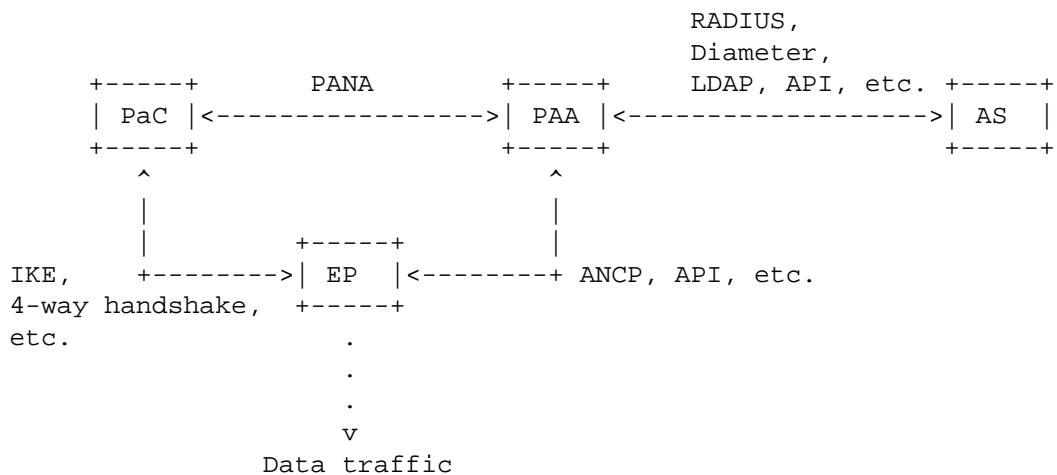 RADIUS,
Diameter,
PANA LDAP, API, etc.
PaC PAA AS
EP
IKE, ANCP, API, etc.
4-way handshake,
etc.
Data traffic